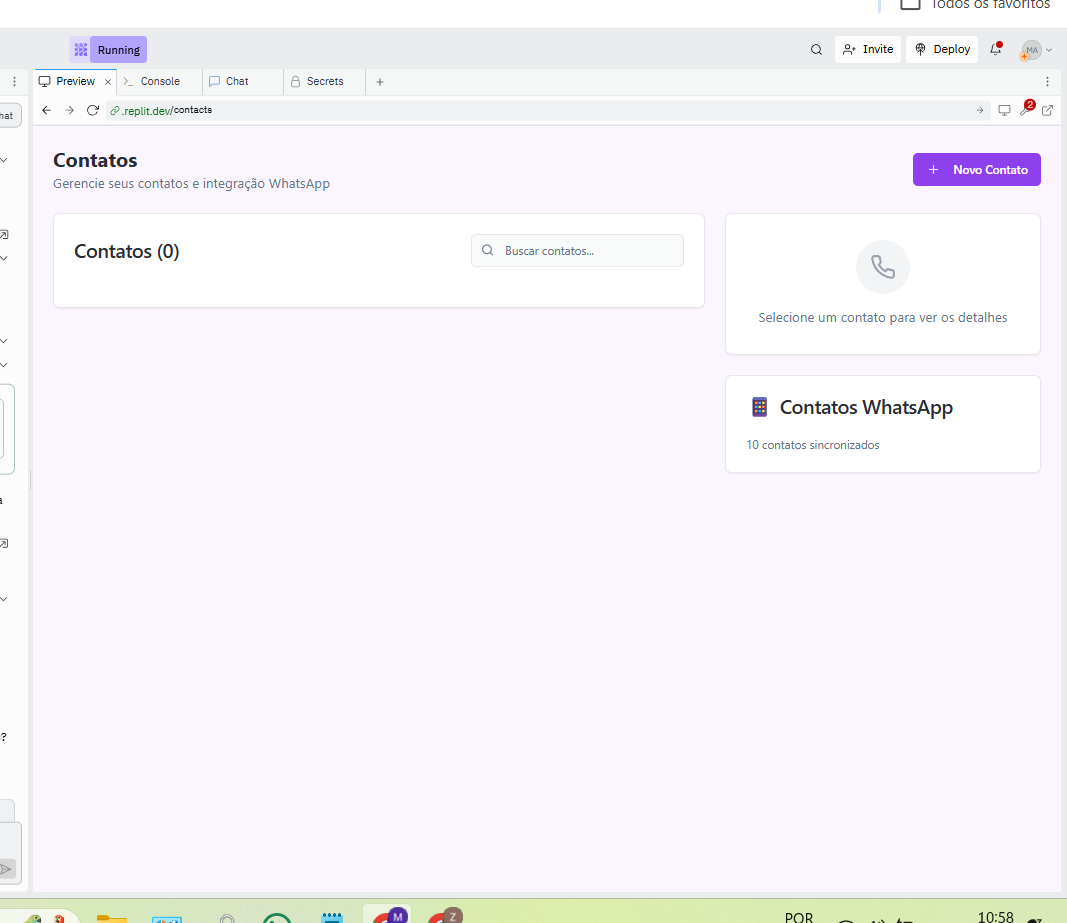 Todos os favoritos
Running
Invite
Deploy
MA
Preview
Console
Chat
Secrets
hat
.replit.dev/contacts
2
Contatos
Gerencie seus contatos e integração WhatsApp
Novo Contato
Contatos (0)
Buscar contatos...
Selecione um contato para ver os detalhes
Contatos WhatsApp
10 contatos sincronizados
a
?
M
Z
POR
10:58